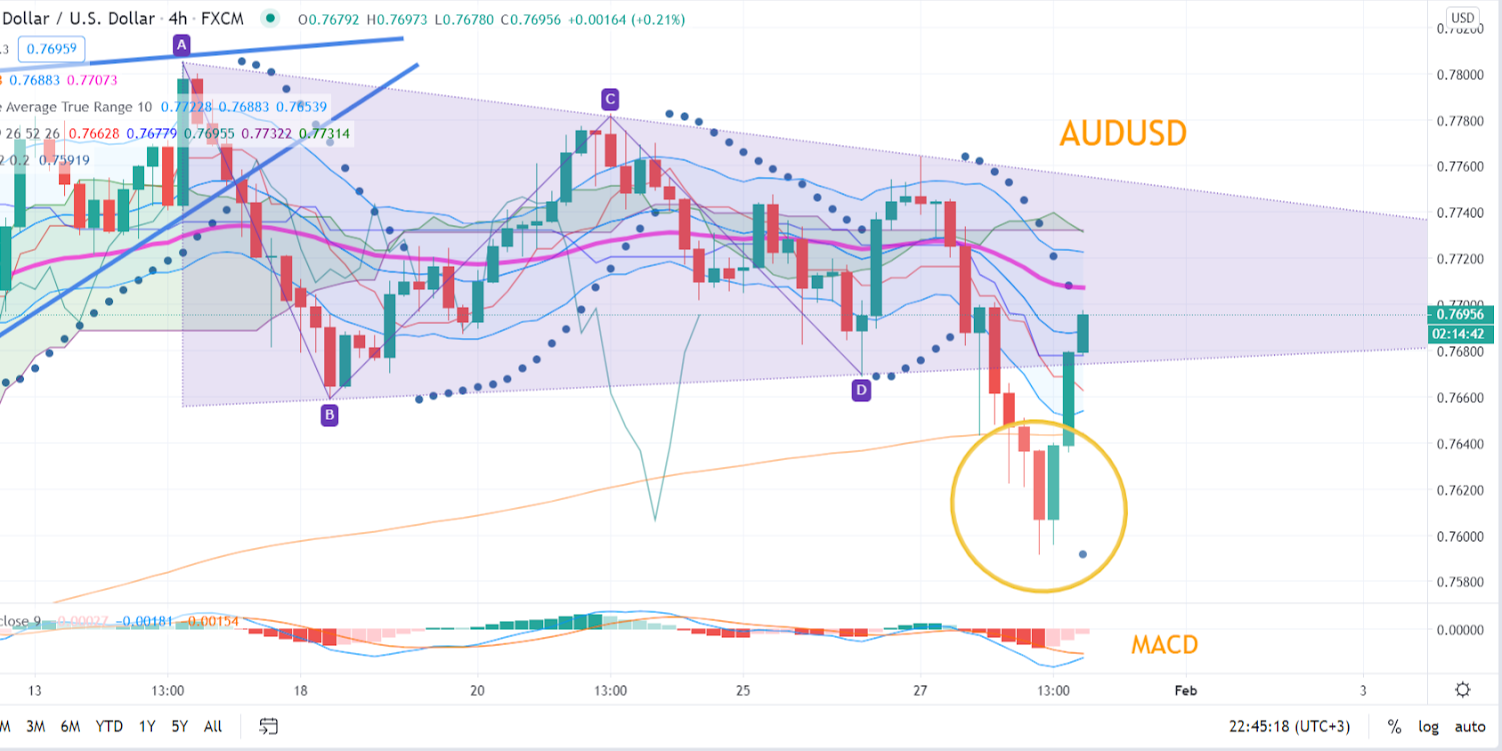 Dollar / U.S. Dollar · 4h · FXCM O0.76792 H0.76973 L0.76780 C0.76956 +0.00164 (+0.21%)
USD
0.78200
.3 0.76959
A
0.76883 0.77073
0.78000
e Average True Range 10 0.77228 0.76883 0.76539
C
0.77800
26 52 26 0.76628 0.76779 0.76955 0.77322 0.77314
AUDUSD
2 0.2 0.75919
0.77600
0.77400
0.77200
0.77000
0.76956
02:14:42
0.76800
D
0.76600
B
0.76400
0.76200
0.76000
0.75800
close 9 -0.00027 -0.00181 -0.00154
0.00000
MACD
13 13:00 18 20 13:00 25 27 13:00 Feb 3
M 3M 6M YTD 1Y 5Y All 22:45:18 (UTC+3) % log auto